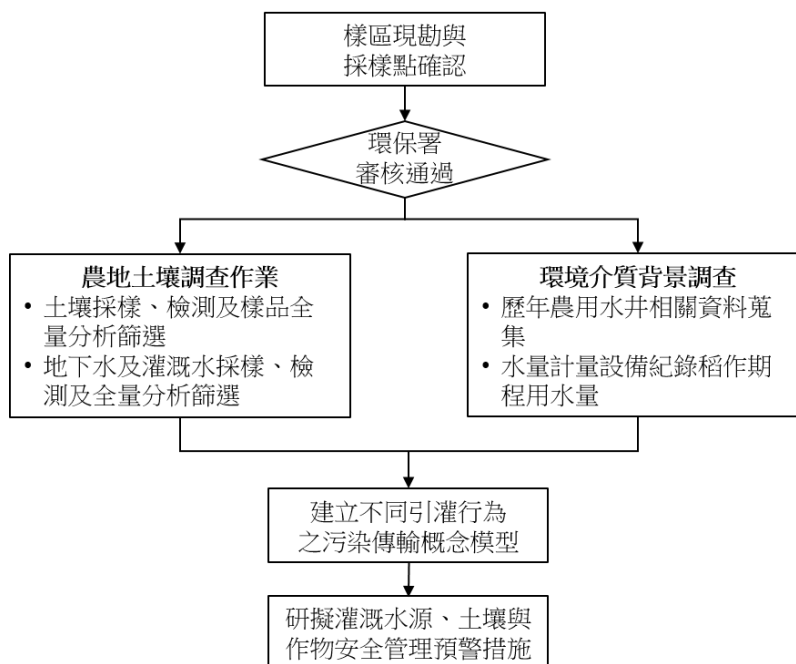 樣區現勘與
採樣點確認
環保署
審核通過
農地土壤調查作業
• 土壤採樣、檢測及樣品全
量分析篩選
• 地下水及灌溉水採樣、檢
測及全量分析篩選
環境介質背景調查
• 歷年農用水井相關資料蒐
集
• 水量計量設備紀錄稻作期
程用水量
建立不同引灌行為
之污染傳輸概念模型
研擬灌溉水源、土壤與
作物安全管理預警措施